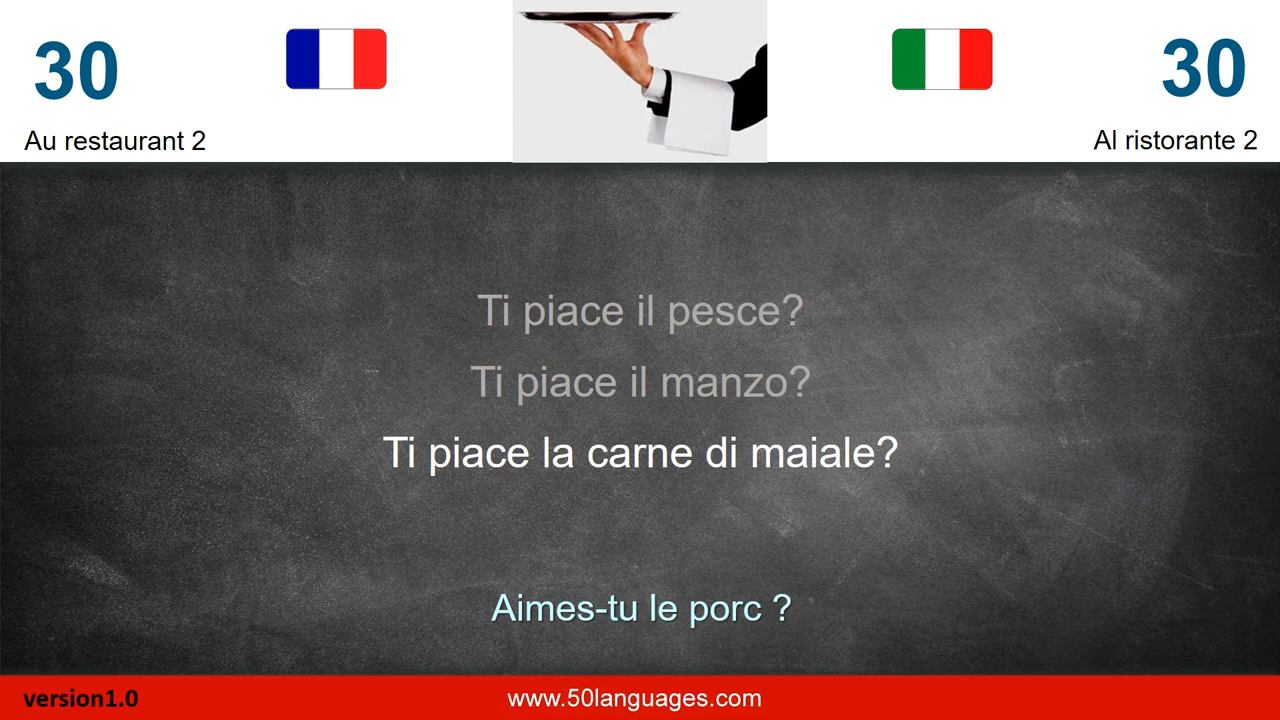 30
30
Au restaurant 2
Al ristorante 2
Ti piace il pesce?
Ti piace il manzo?
Ti piace la carne di maiale?
Aimes-tu le porc ?
version1.0
www.50languages.com